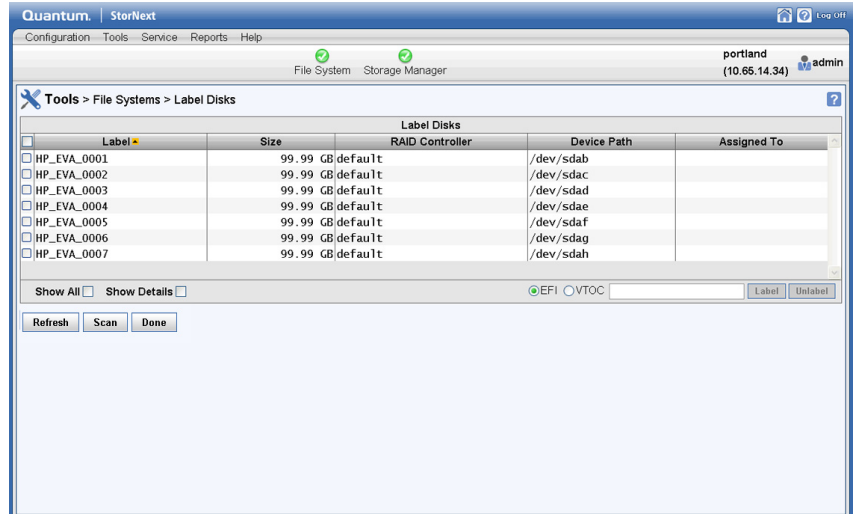 Quantum. | StorNext Log Off
Configuration Tools Service Reports Help
File System Storage Manager portland (10.65.14.34) admin
Tools > File Systems > Label Disks ?
Label Disks
Label Size RAID Controller Device Path Assigned To
HP_EVA_0001 99.99 GB default /dev/sdab
HP_EVA_0002 99.99 GB default /dev/sdac
HP_EVA_0003 99.99 GB default /dev/sdad
HP_EVA_0004 99.99 GB default /dev/sdae
HP_EVA_0005 99.99 GB default /dev/sdaf
HP_EVA_0006 99.99 GB default /dev/sdag
HP_EVA_0007 99.99 GB default /dev/sdah
Show All Show Details EFI VTOC Label Unlabel
Refresh Scan Done